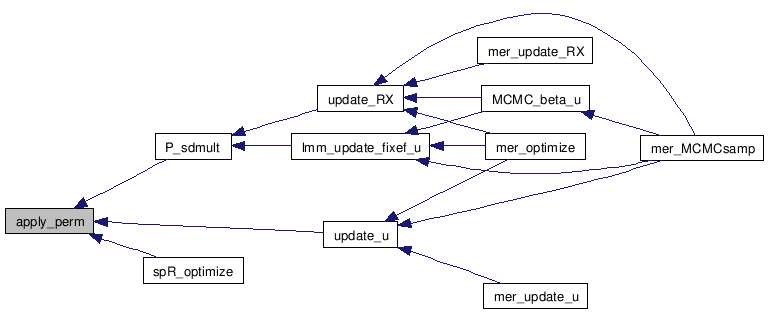 mer_update_RX
update_RX
MCMC_beta_u
P_sdmult
lmm_update_fixef_u
mer_optimize
mer_MCMCsamp
apply_perm
update_u
spR_optimize
mer_update_u